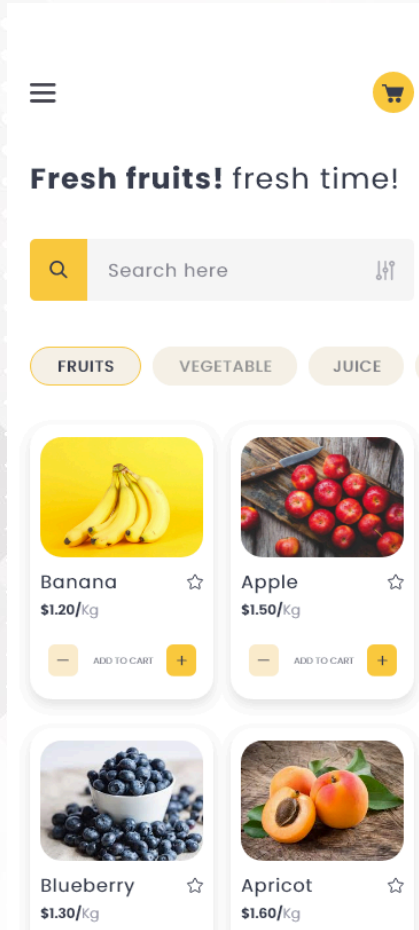 Fresh fruits! fresh time!
Search here
FRUITS VEGETABLE JUICE
Banana
$1.20/Kg
ADD TO CART
Apple
$1.50/Kg
ADD TO CART
Blueberry
$1.30/Kg
Apricot
$1.60/Kg